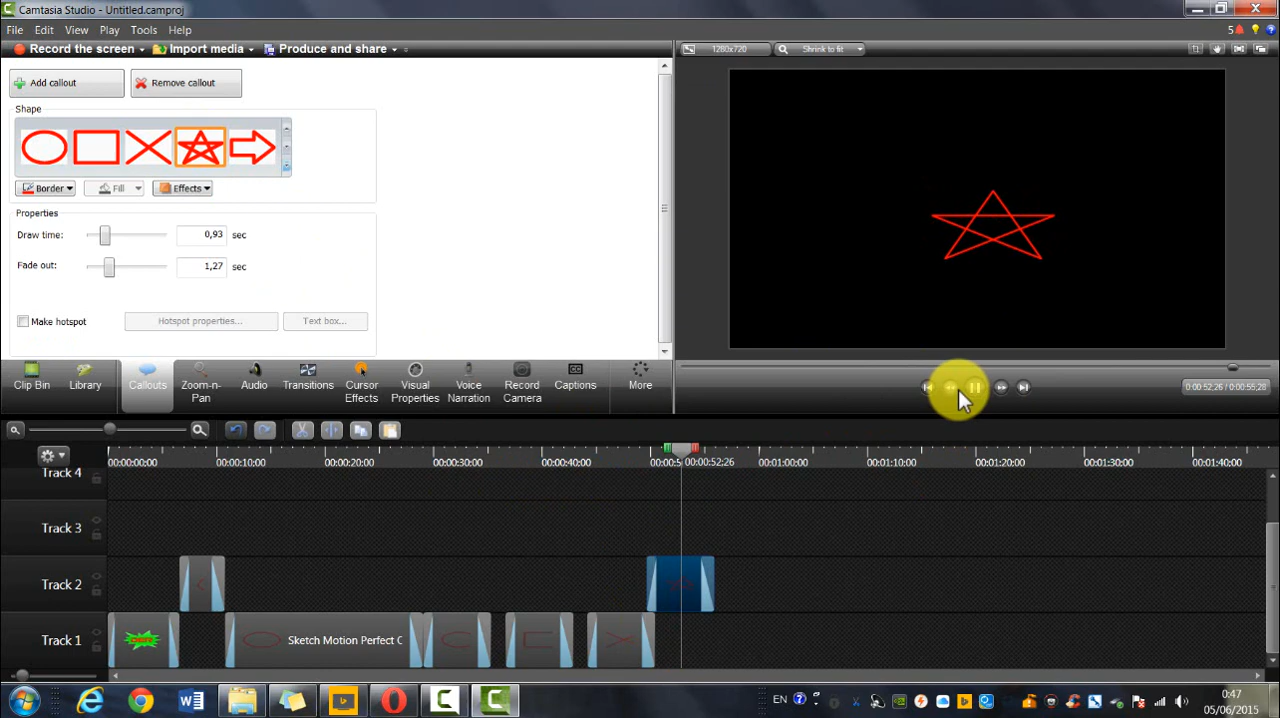 Camtasia Studio - Untitled.camproj
File Edit View Play Tools Help
5
Record the screen Import media Produce and share
1280x720 Shrink to fit
Add callout Remove callout
Shape
Border Fill Effects
Properties
Draw time: 0,93 sec
Fade out: 1,27 sec
Make hotspot Hotspot properties... Text box...
Clip Bin Library Callouts Zoom-n-Pan Audio Transitions Cursor Effects Visual Properties Voice Narration Record Camera Captions More
0:00:52;26 / 0:00:55;28
00:00:00;00 00:00:10;00 00:00:20;00 00:00:30;00 00:00:40;00 00:00:5 00:00:52;26 00:01:00;00 00:01:10;00 00:01:20;00 00:01:30;00 00:01:40;00
Track 4
Track 3
Track 2
Track 1 Sketch Motion Perfect C
EN 0:47
05/06/2015